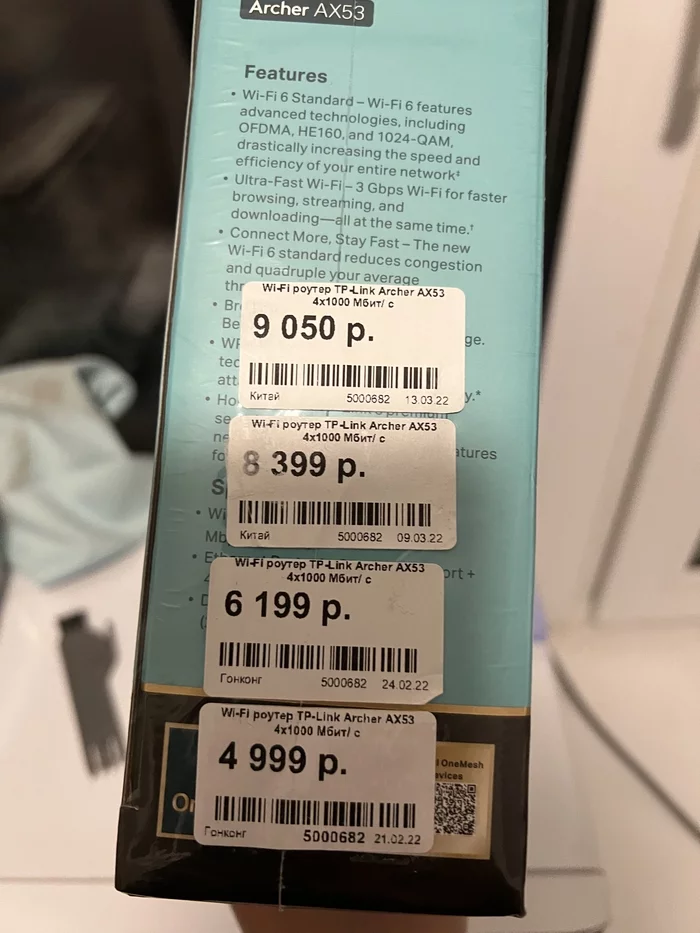 Archer AX53
Features
• Wi-Fi 6 Standard – Wi-Fi 6 features
advanced technologies, including
OFDMA, HE160, and 1024-QAM,
drastically increasing the speed and
efficiency of your entire network‡
• Ultra-Fast Wi-Fi – 3 Gbps Wi-Fi for faster
browsing, streaming, and
downloading—all at the same time.†
• Connect More, Stay Fast – The new
Wi-Fi 6 standard reduces congestion
and quadruple your average
Wi-Fi роутер TP-Link Archer AX53
4x1000 Мбит/ с
9 050 р.
Китай 5000682 13.03.22
Wi-Fi роутер TP-Link Archer AX53
4x1000 Мбит/ с
8 399 р.
Китай 5000682 09.03.22
Wi-Fi роутер TP-Link Archer AX53
4x1000 Мбит/ с
6 199 р.
Гонконг 5000682 24.02.22
Wi-Fi роутер TP-Link Archer AX53
4x1000 Мбит/ с
4 999 р.
Гонконг 5000682 21.02.22
OneMesh